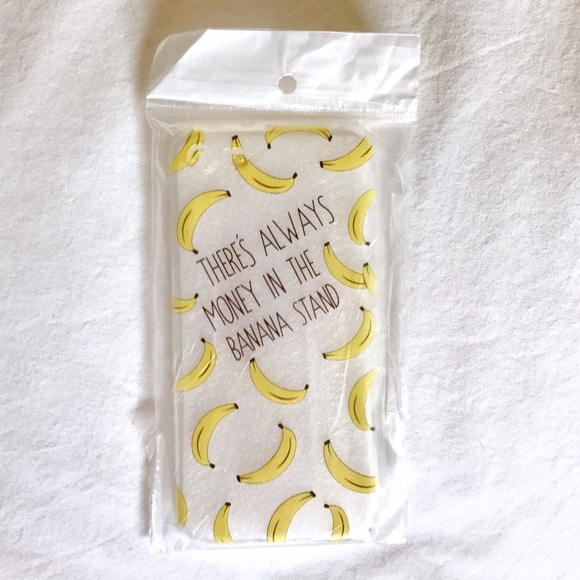 THERE'S ALWAYS
MONEY IN THE
BANANA STAND